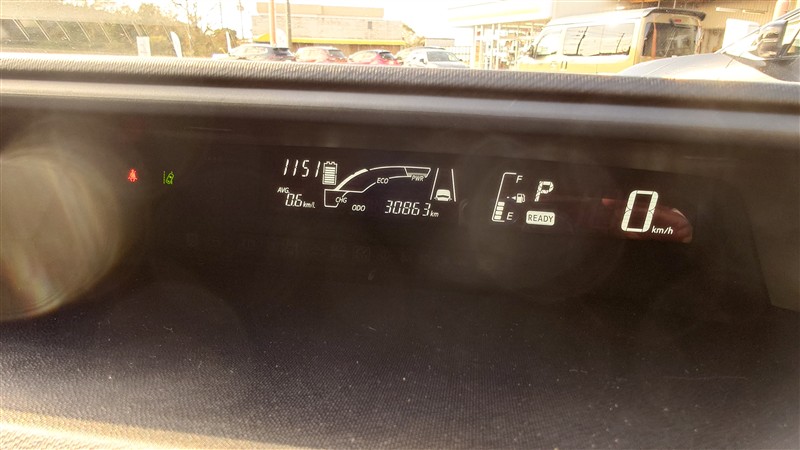 1151
ECO PWR
AVG
0.6 km/L
CHG
ODO 30863 km
F
E
P
READY
0 km/h